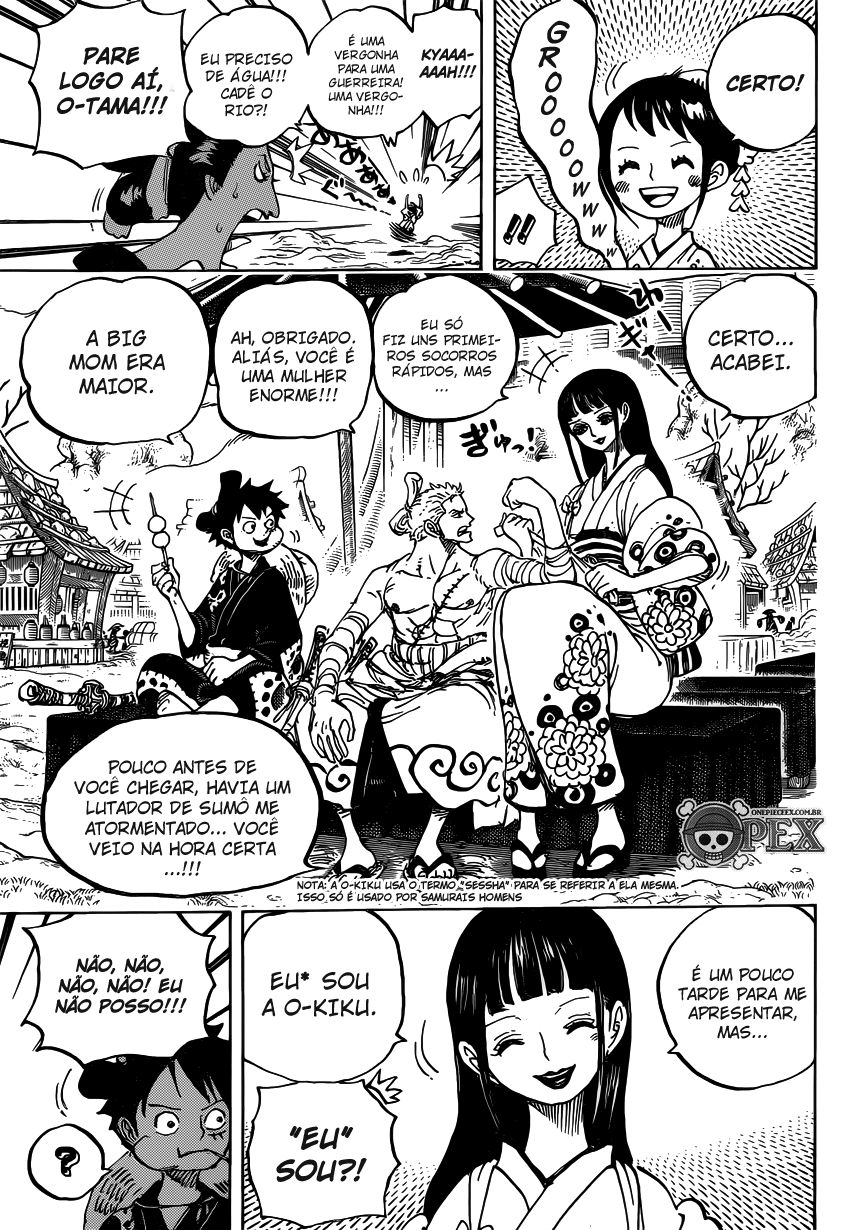 CERTO!
GROOOOOWWWW
!!
KYAAA-
AAAH!!!
É UMA
VERGONHA
PARA UMA
GUERREIRA!
UMA VERGO-
NHA!!!
EU PRECISO
DE ÁGUA!!!
CADÊ O
RIO?!
PARE
LOGO AÍ,
O-TAMA!!!
CERTO...
ACABEI.
EU SÓ
FIZ UNS PRIMEI-
ROS SOCORROS
RÁPIDOS, MAS
...
AH, OBRIGADO.
ALIÁS, VOCÊ É
UMA MULHER
ENORME!!!
A BIG
MOM ERA
MAIOR.
ぎゅっ!
POUCO ANTES DE
VOCÊ CHEGAR, HAVIA UM
LUTADOR DE SUMÔ ME
ATORMENTADO... VOCÊ
VEIO NA HORA CERTA
...!!!
ONEPIECEEX.COM.BR
OPEX
NOTA: A O-KIKU USA O TERMO "SESSHA" PARA SE REFERIR A ELA MESMA.
ISSO SÓ É USADO POR SAMURAIS HOMENS
É UM POUCO
TARDE PARA ME
APRESENTAR,
MAS...
EU* SOU
A O-KIKU.
"EU"
SOU?!
NÃO, NÃO,
NÃO, NÃO! EU
NÃO POSSO!!!
?